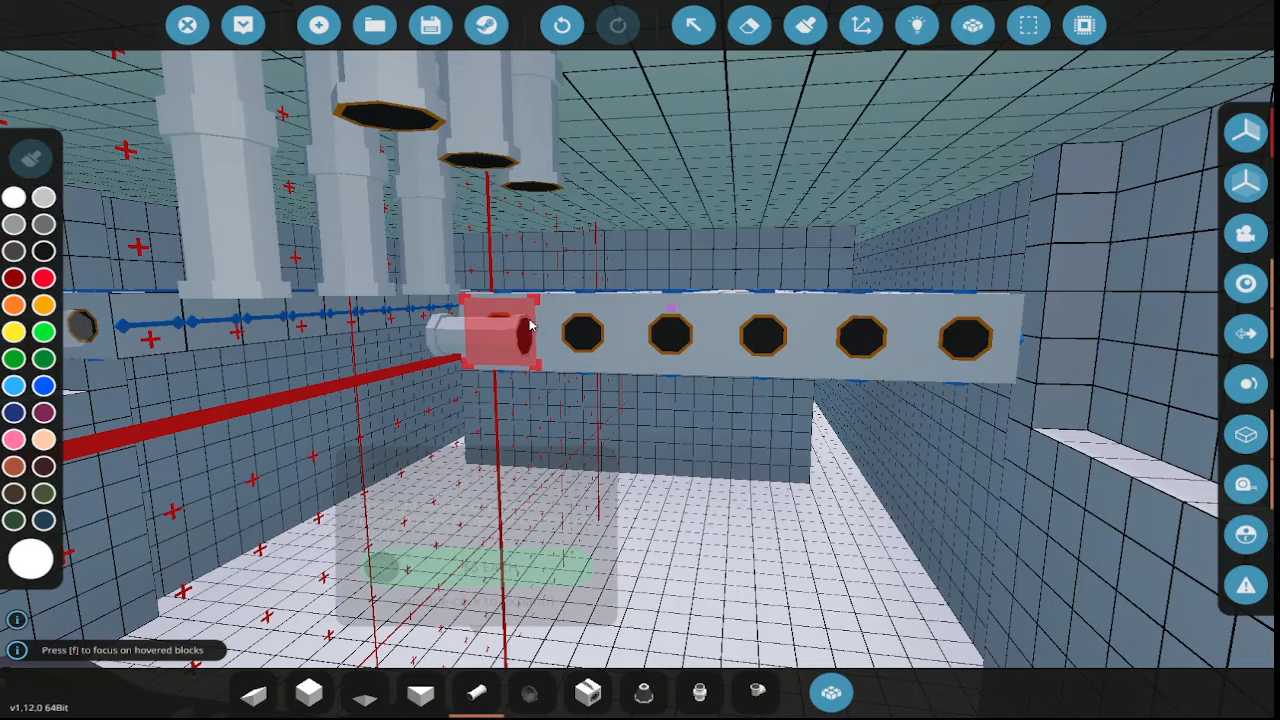 Press [f] to focus on hovered blocks
v1.12.0 64Bit